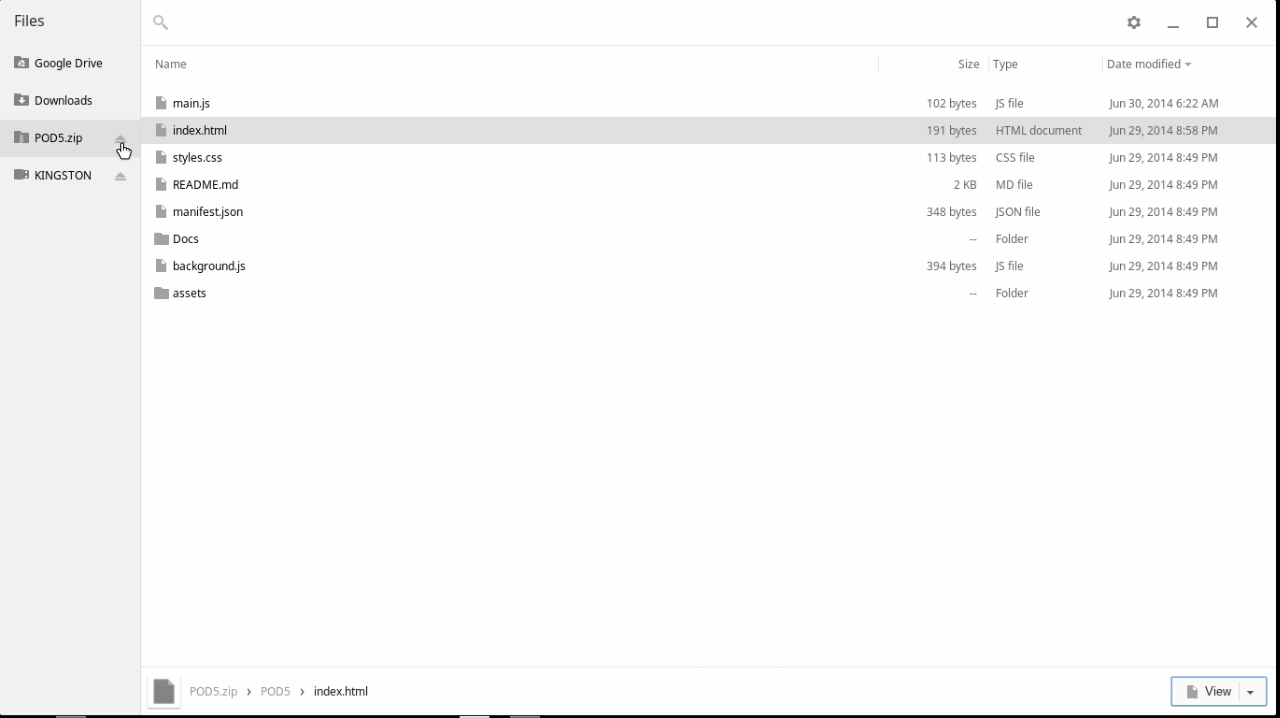 Files
Google Drive
Downloads
POD5.zip
KINGSTON
Name Size Type Date modified
main.js 102 bytes JS file Jun 30, 2014 6:22 AM
index.html 191 bytes HTML document Jun 29, 2014 8:58 PM
styles.css 113 bytes CSS file Jun 29, 2014 8:49 PM
README.md 2 KB MD file Jun 29, 2014 8:49 PM
manifest.json 348 bytes JSON file Jun 29, 2014 8:49 PM
Docs -- Folder Jun 29, 2014 8:49 PM
background.js 394 bytes JS file Jun 29, 2014 8:49 PM
assets -- Folder Jun 29, 2014 8:49 PM
POD5.zip › POD5 › index.html View